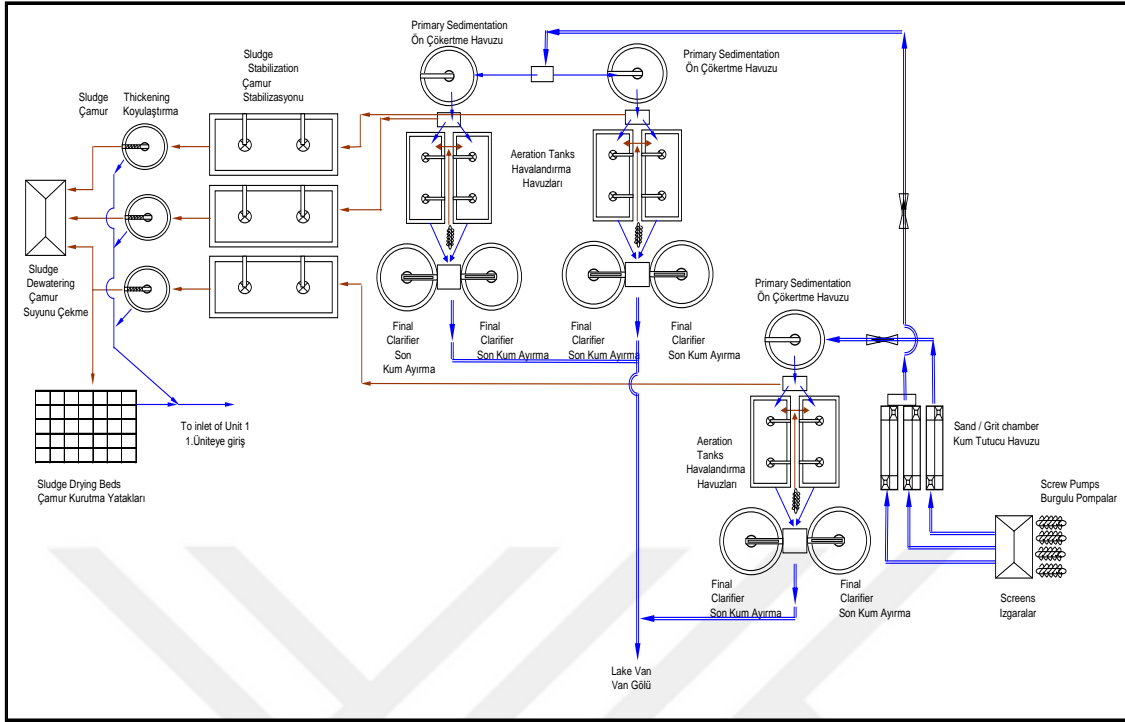 Primary Sedimentation
Ön Çökertme Havuzu
Primary Sedimentation
Ön Çökertme Havuzu
Sludge
Stabilization
Çamur
Stabilizasyonu
Sludge
Çamur
Thickening
Koyulaştırma
Aeration Tanks
Havalandırma
Havuzları
Sludge
Dewatering
Çamur
Suyunu Çekme
Primary Sedimentation
Ön Çökertme Havuzu
Final
Clarifier
Son
Kum Ayırma
Final
Clarifier
Son Kum Ayırma
Final
Clarifier
Son Kum Ayırma
Final
Clarifier
Son Kum Ayırma
To inlet of Unit 1
1.Üniteye giriş
Sand / Grit chamber
Kum Tutucu Havuzu
Aeration
Tanks
Havalandırma
Havuzları
Sludge Drying Beds
Çamur Kurutma Yatakları
Screw Pumps
Burgulu Pompalar
Final
Clarifier
Son Kum Ayırma
Final
Clarifier
Son Kum Ayırma
Screens
Izgaralar
Lake Van
Van Gölü